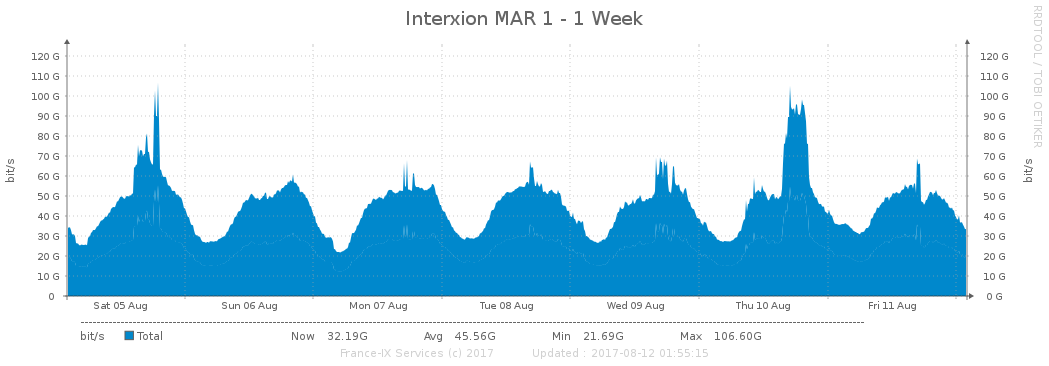 Interxion MAR 1 - 1 Week
RRDTOOL / TOBI OETIKER
bit/s
120 G 120 G
110 G 110 G
100 G 100 G
90 G 90 G
80 G 80 G
70 G 70 G
60 G 60 G
50 G 50 G
40 G 40 G
30 G 30 G
20 G 20 G
10 G 10 G
0 0 G
bit/s
Sat 05 Aug Sun 06 Aug Mon 07 Aug Tue 08 Aug Wed 09 Aug Thu 10 Aug Fri 11 Aug
bit/s Total Now 32.19G Avg 45.56G Min 21.69G Max 106.60G
France-IX Services (c) 2017 Updated : 2017-08-12 01:55:15